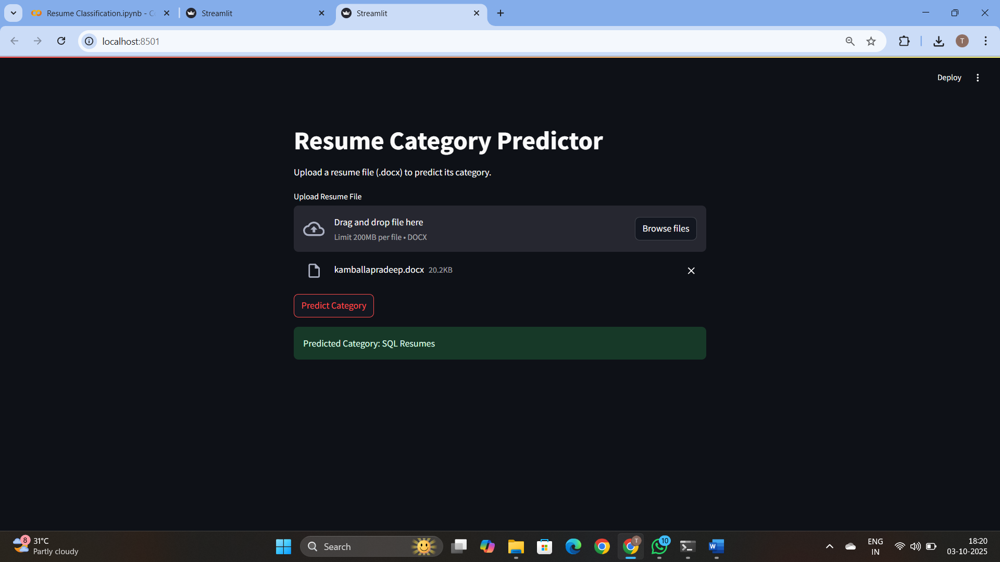 Resume Classification.ipynb - C
Streamlit
Streamlit
localhost:8501
T
Deploy
Resume Category Predictor
Upload a resume file (.docx) to predict its category.
Upload Resume File
Drag and drop file here
Limit 200MB per file • DOCX
Browse files
kamballapradeep.docx 20.2KB
Predict Category
Predicted Category: SQL Resumes
8
31°C
Partly cloudy
Search
T
10
W
ENG
IN
18:20
03-10-2025